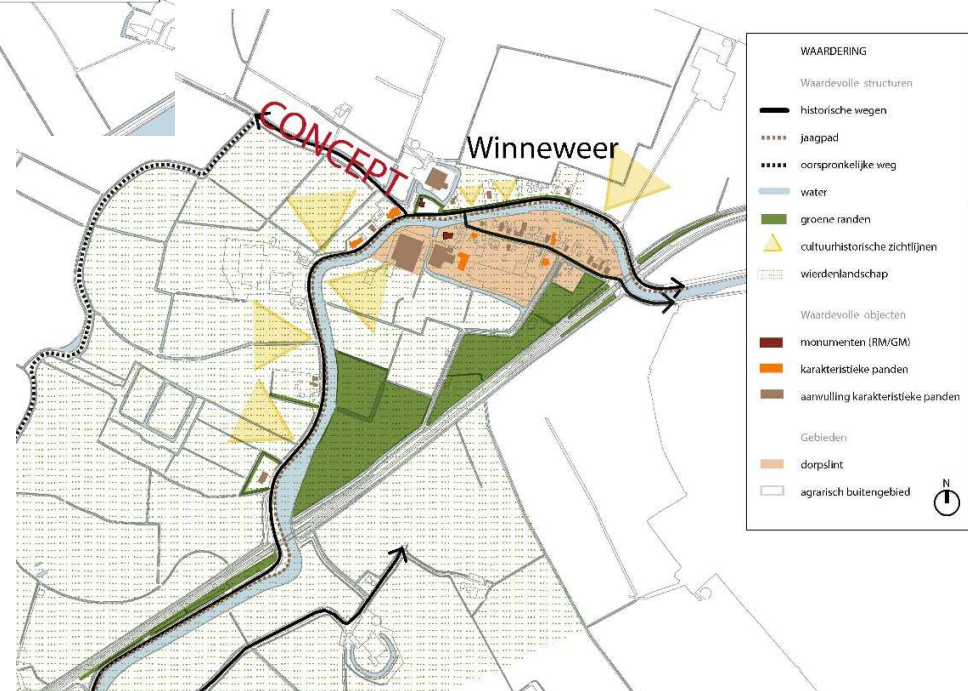 CONCEPT
Winneweer
WAARDERING
Waardevolle structuren
historische wegen
jaagpad
oorspronkelijke weg
water
groene randen
cultuurhistorische zichtlijnen
wierdenlandschap
Waardevolle objecten
monumenten (RM/GM)
karakteristieke panden
aanvulling karakteristieke panden
Gebieden
dorpslint
agrarisch buitengebied
N